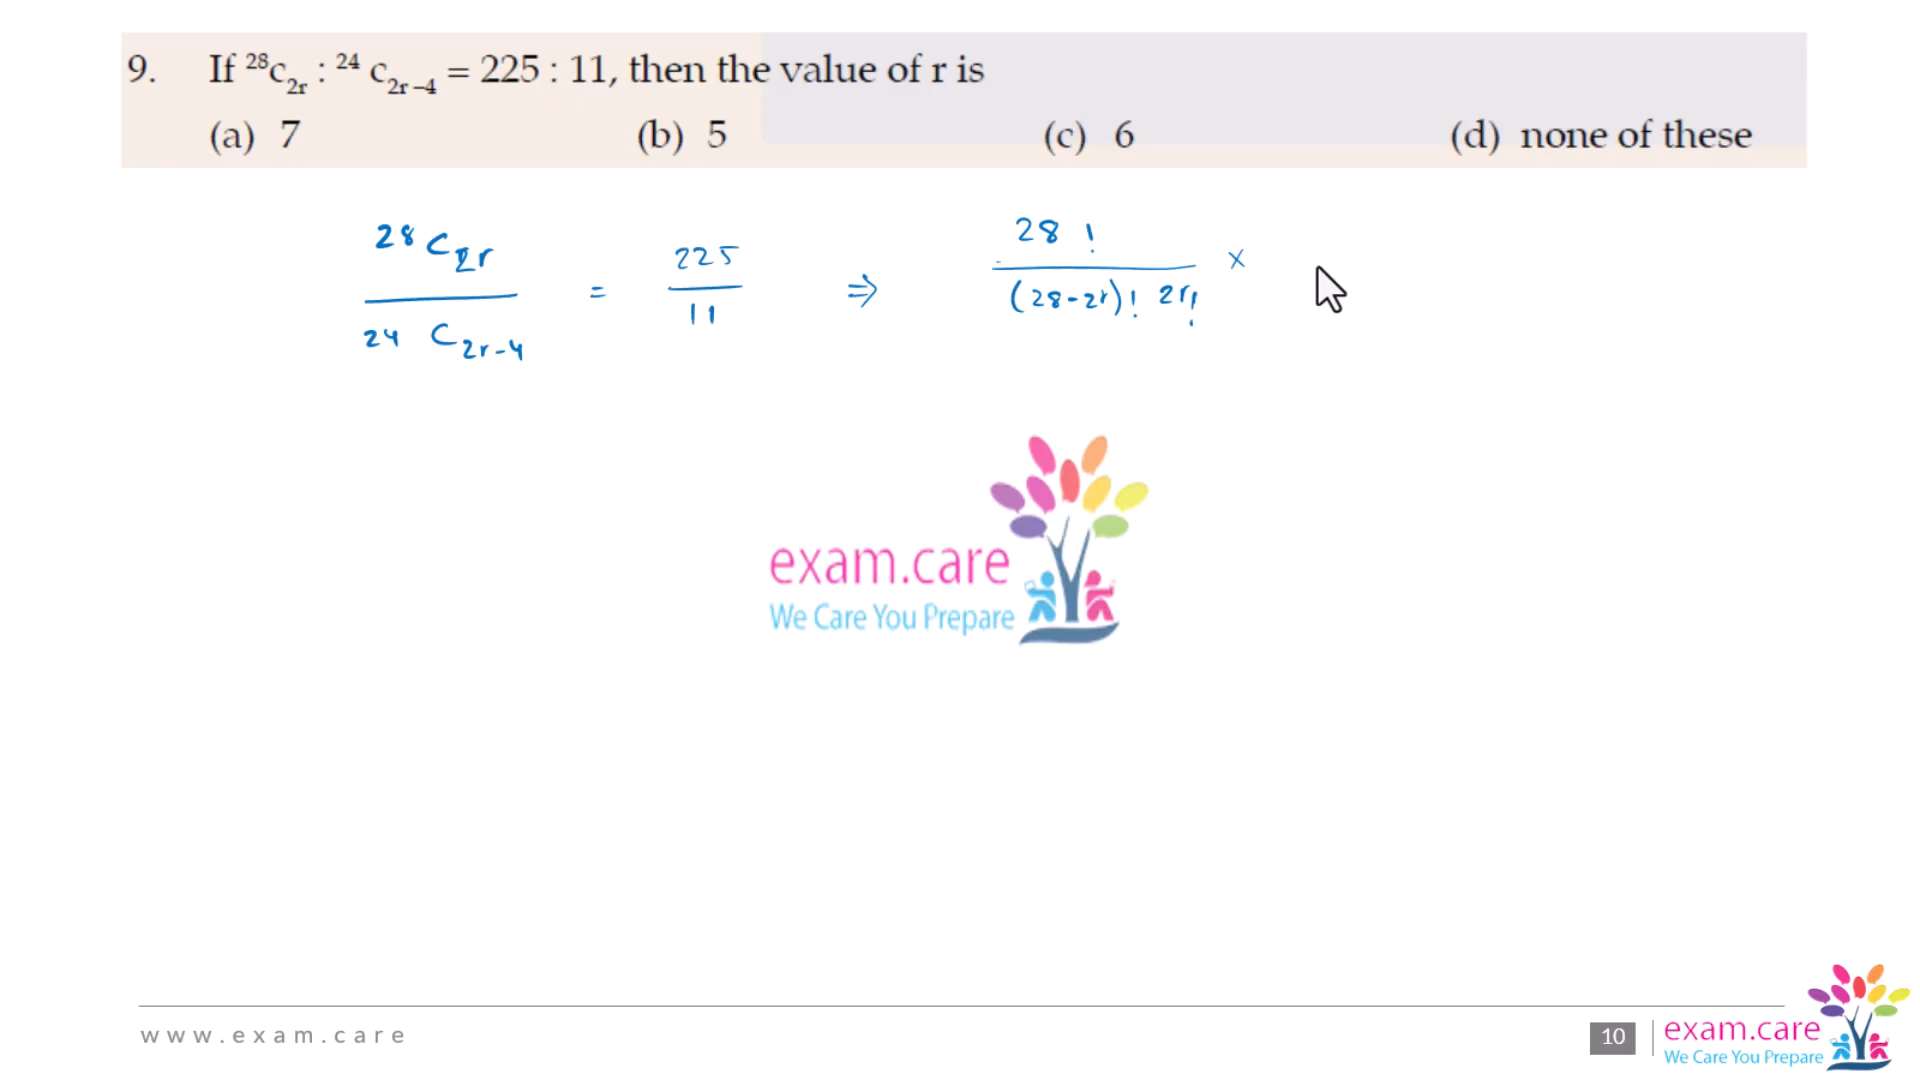 9. If ²⁸c₂ᵣ : ²⁴ c₂ᵣ₋₄ = 225 : 11, then the value of r is
(a) 7 (b) 5 (c) 6 (d) none of these
²⁸C₂ᵣ / ²⁴C₂ᵣ₋₄ = 225 / 11 ⇒ 28 ! / (28-2r)! 2r! ×
exam.care
We Care You Prepare
www.exam.care
10
exam.care
We Care You Prepare